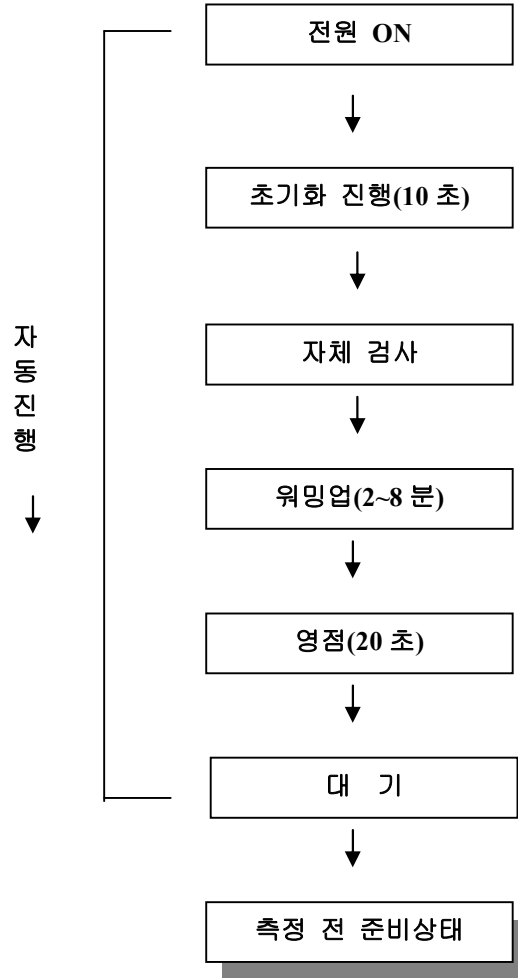 전원 ON
초기화 진행(10 초)
자체 검사
자동진행
워밍업(2~8 분)
영점(20 초)
대 기
측정 전 준비상태